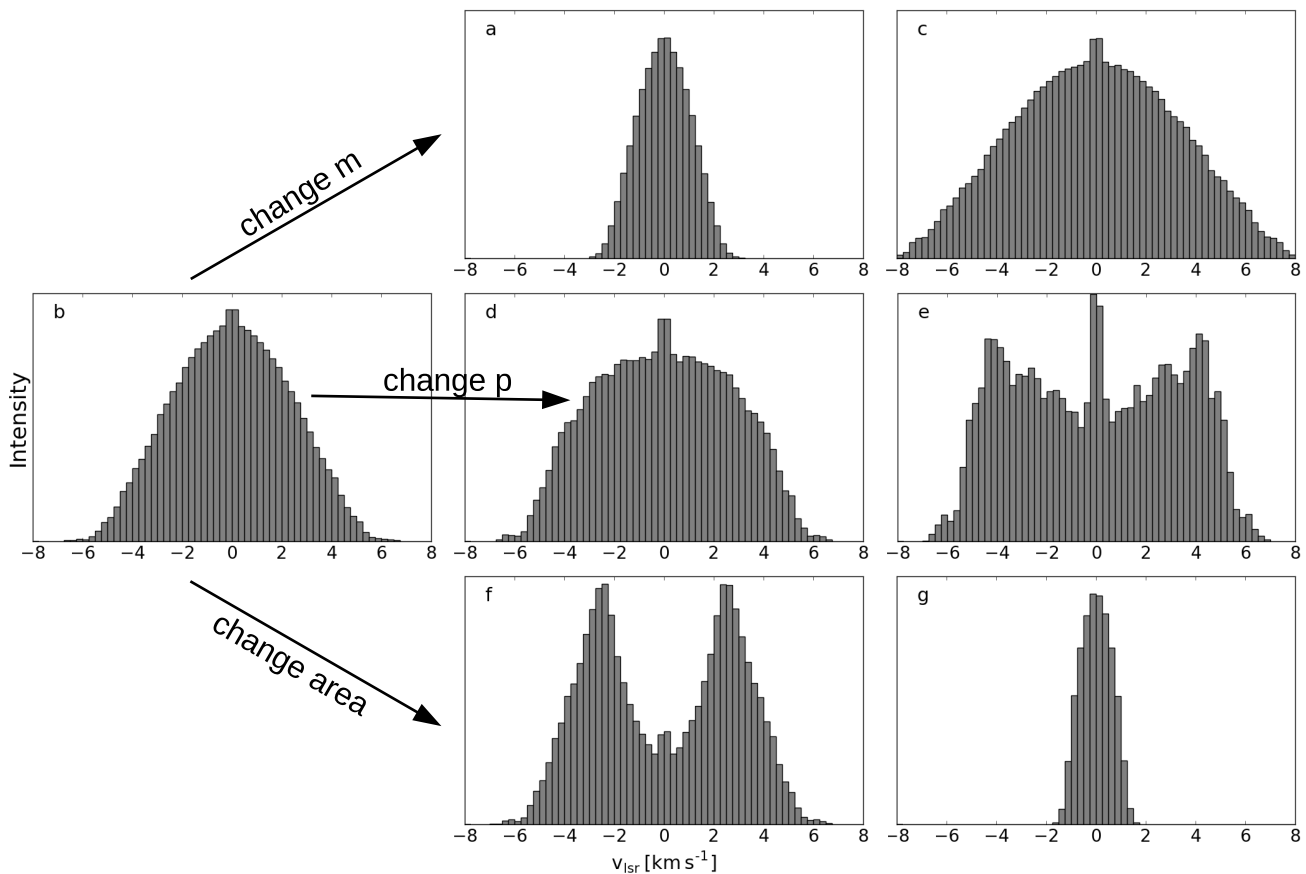 a
−8 −6 −4 −2 0 2 4 6 8
c
−8 −6 −4 −2 0 2 4 6 8
change m
b
Intensity
−8 −6 −4 −2 0 2 4 6 8
change p
d
−8 −6 −4 −2 0 2 4 6 8
e
−8 −6 −4 −2 0 2 4 6 8
change area
f
−8 −6 −4 −2 0 2 4 6 8
v_lsr [km s^-1]
g
−8 −6 −4 −2 0 2 4 6 8